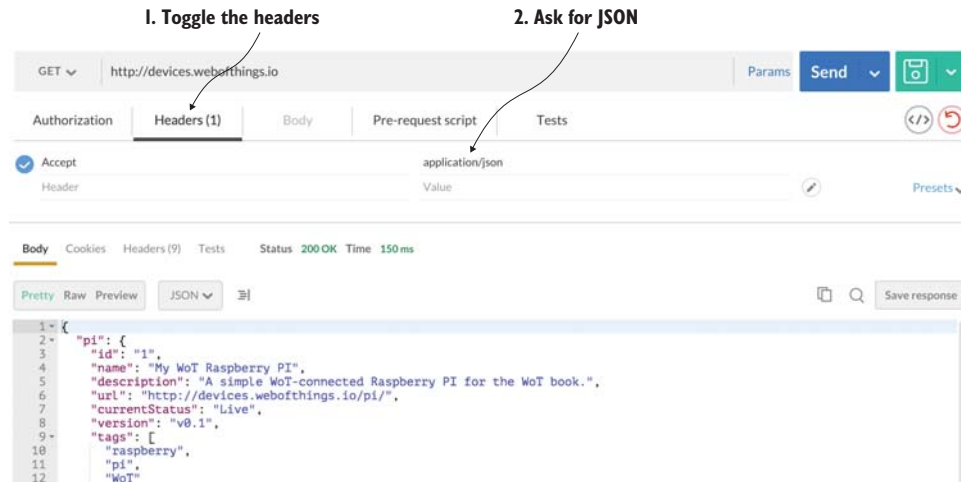 1. Toggle the headers 2. Ask for JSON
GET http://devices.webofthings.io Params Send
Authorization Headers (1) Body Pre-request script Tests </>
Accept application/json
Header Value Presets
Body Cookies Headers (9) Tests Status 200 OK Time 150 ms
Pretty Raw Preview JSON Save response
1 {
2 "pi": {
3 "id": "1",
4 "name": "My WoT Raspberry PI",
5 "description": "A simple WoT-connected Raspberry PI for the WoT book.",
6 "url": "http://devices.webofthings.io/pi/",
7 "currentStatus": "Live",
8 "version": "v0.1",
9 "tags": [
10 "raspberry",
11 "pi",
12 "WoT"